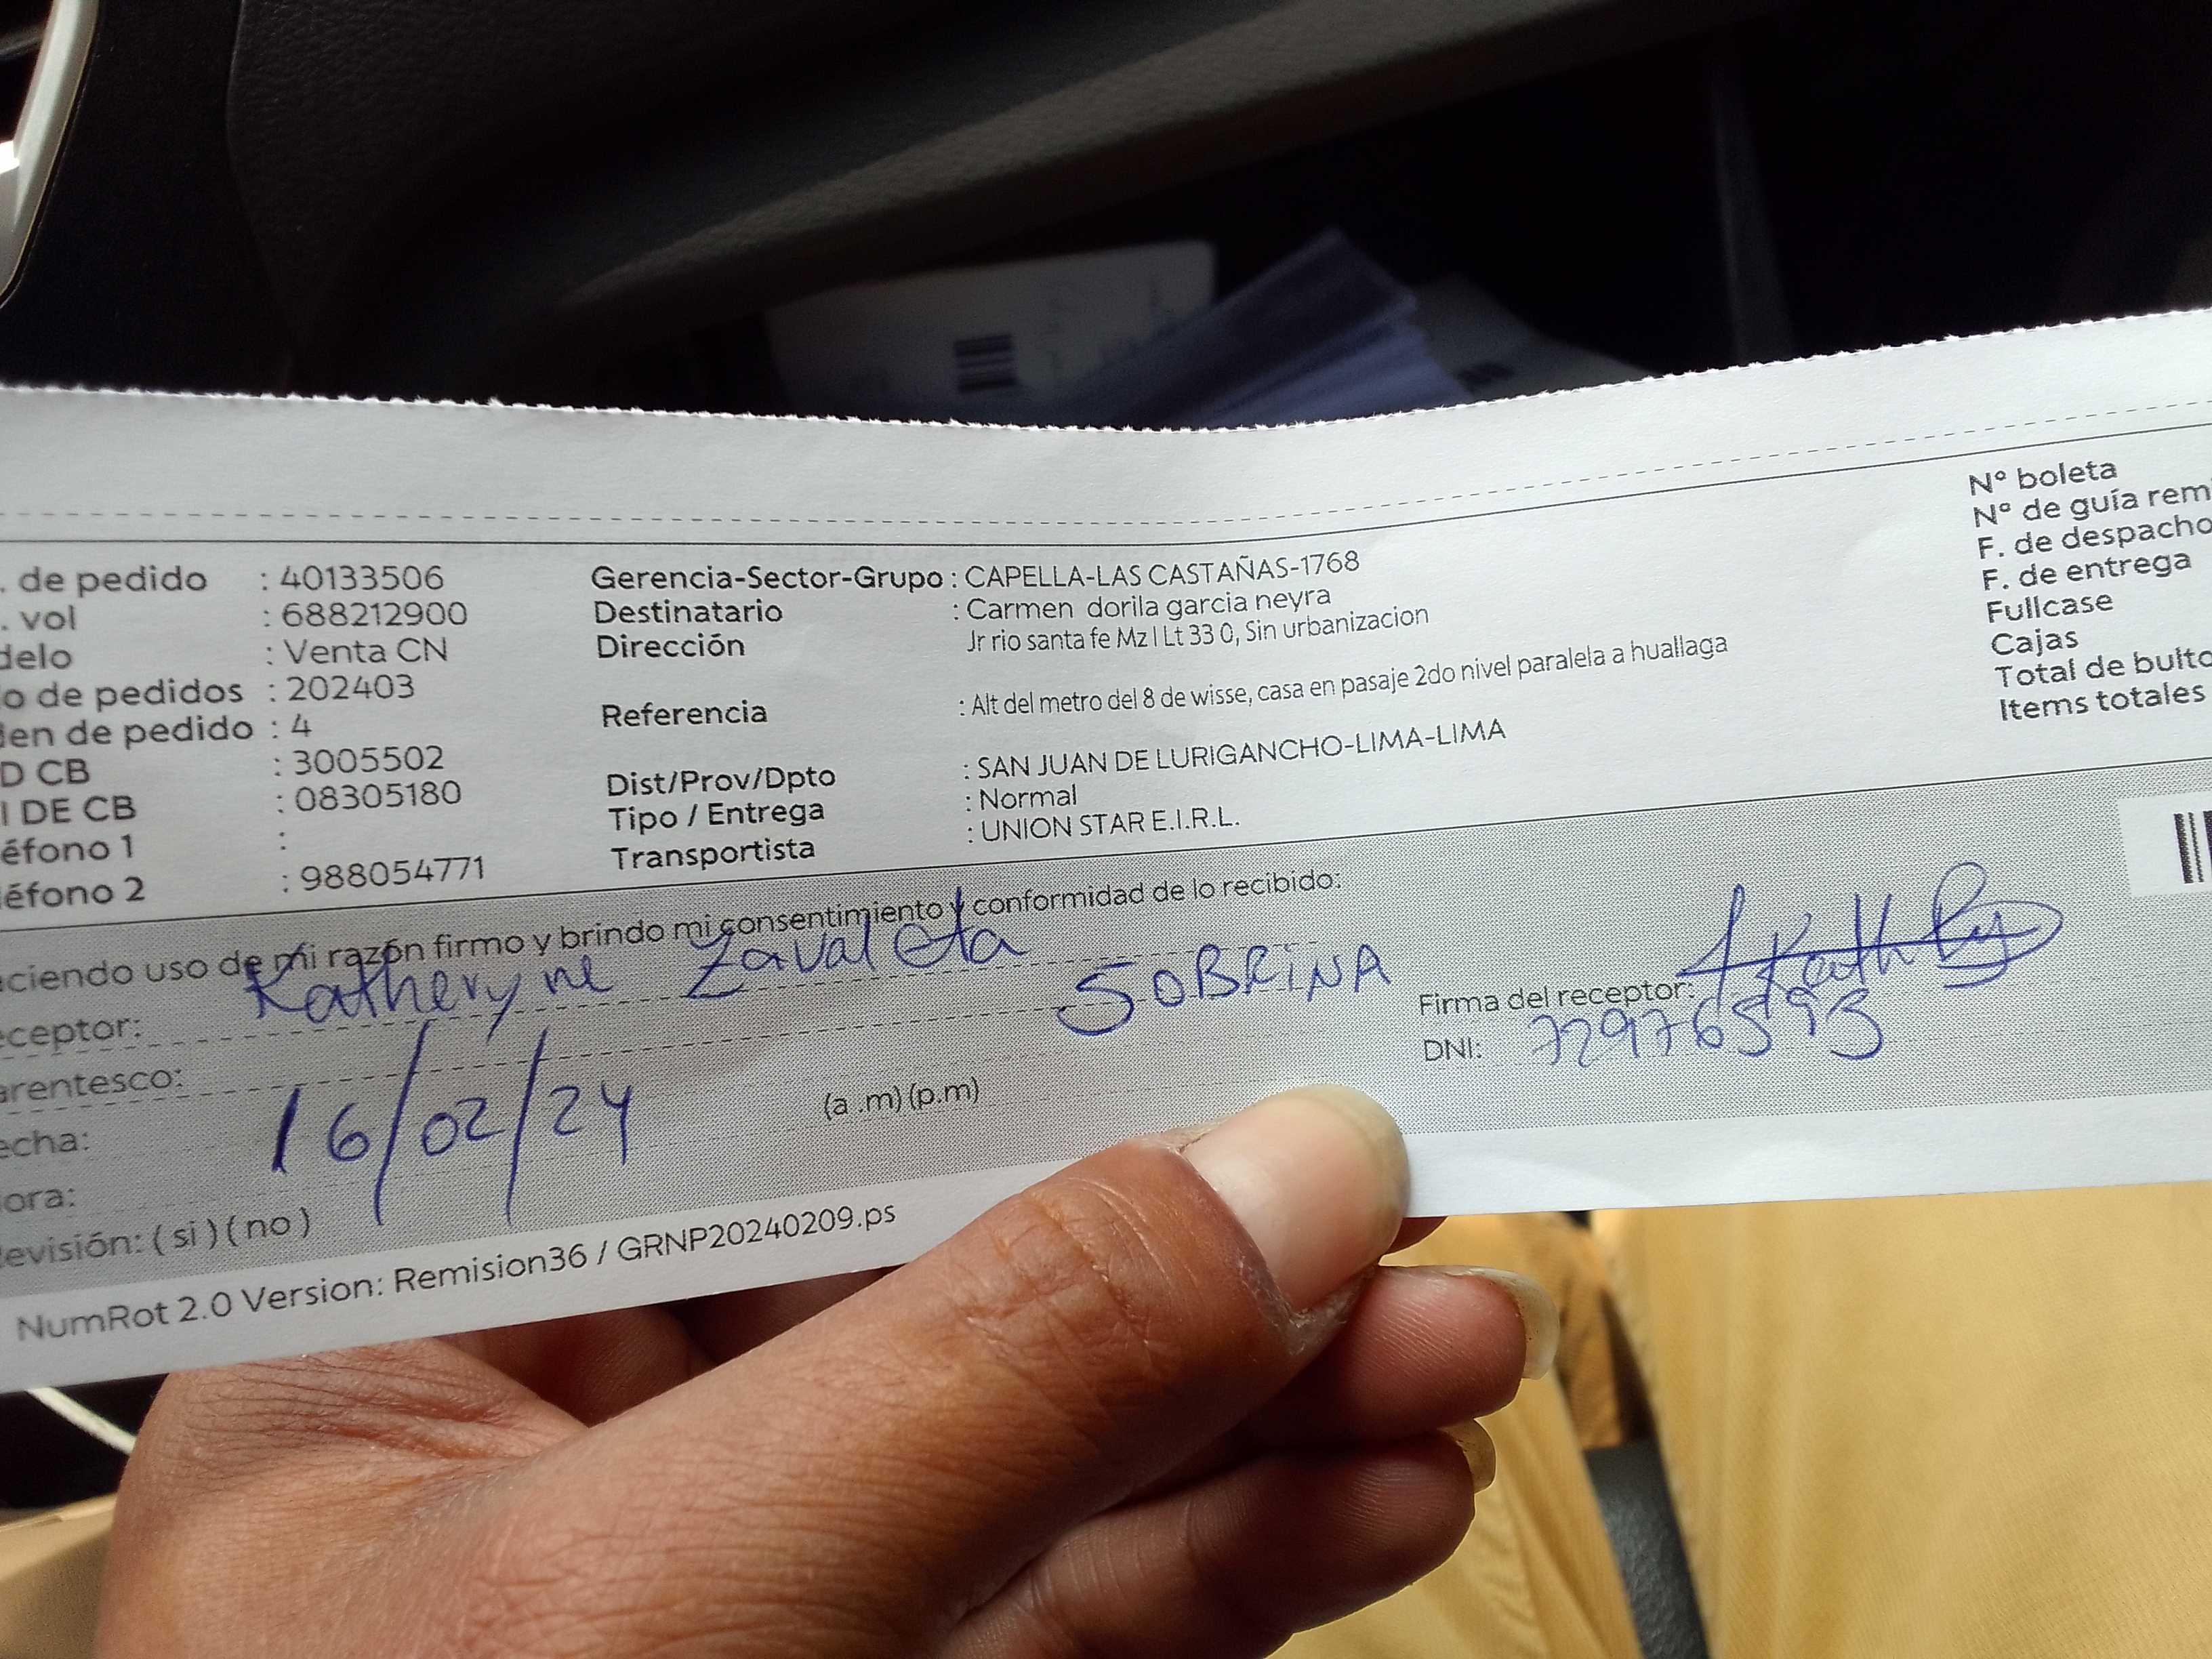 . de pedido : 40133506
. vol : 688212900
delo : Venta CN
o de pedidos : 202403
den de pedido : 4
D CB : 3005502
I DE CB : 08305180
éfono 1 :
éfono 2 : 988054771
Gerencia-Sector-Grupo : CAPELLA-LAS CASTAÑAS-1768
Destinatario : Carmen dorila garcia neyra
Dirección Jr rio santa fe Mz I Lt 33 0, Sin urbanizacion
Referencia : Alt del metro del 8 de wisse, casa en pasaje 2do nivel paralela a huallaga
Dist/Prov/Dpto : SAN JUAN DE LURIGANCHO-LIMA-LIMA
Tipo / Entrega : Normal
Transportista : UNION STAR E.I.R.L.
N° boleta
N° de guía rem
F. de despacho
F. de entrega
Fullcase
Cajas
Total de bulto
Items totales
ciendo uso de mi razón firmo y brindo mi consentimiento y conformidad de lo recibido:
eceptor: Katheryne Zavaleta
arentesco: SOBRINA
echa: 16/02/24
ora: (a .m) (p.m)
evisión: ( si ) ( no )
Firma del receptor:
DNI: 72976593
NumRot 2.0 Version: Remision36 / GRNP20240209.ps